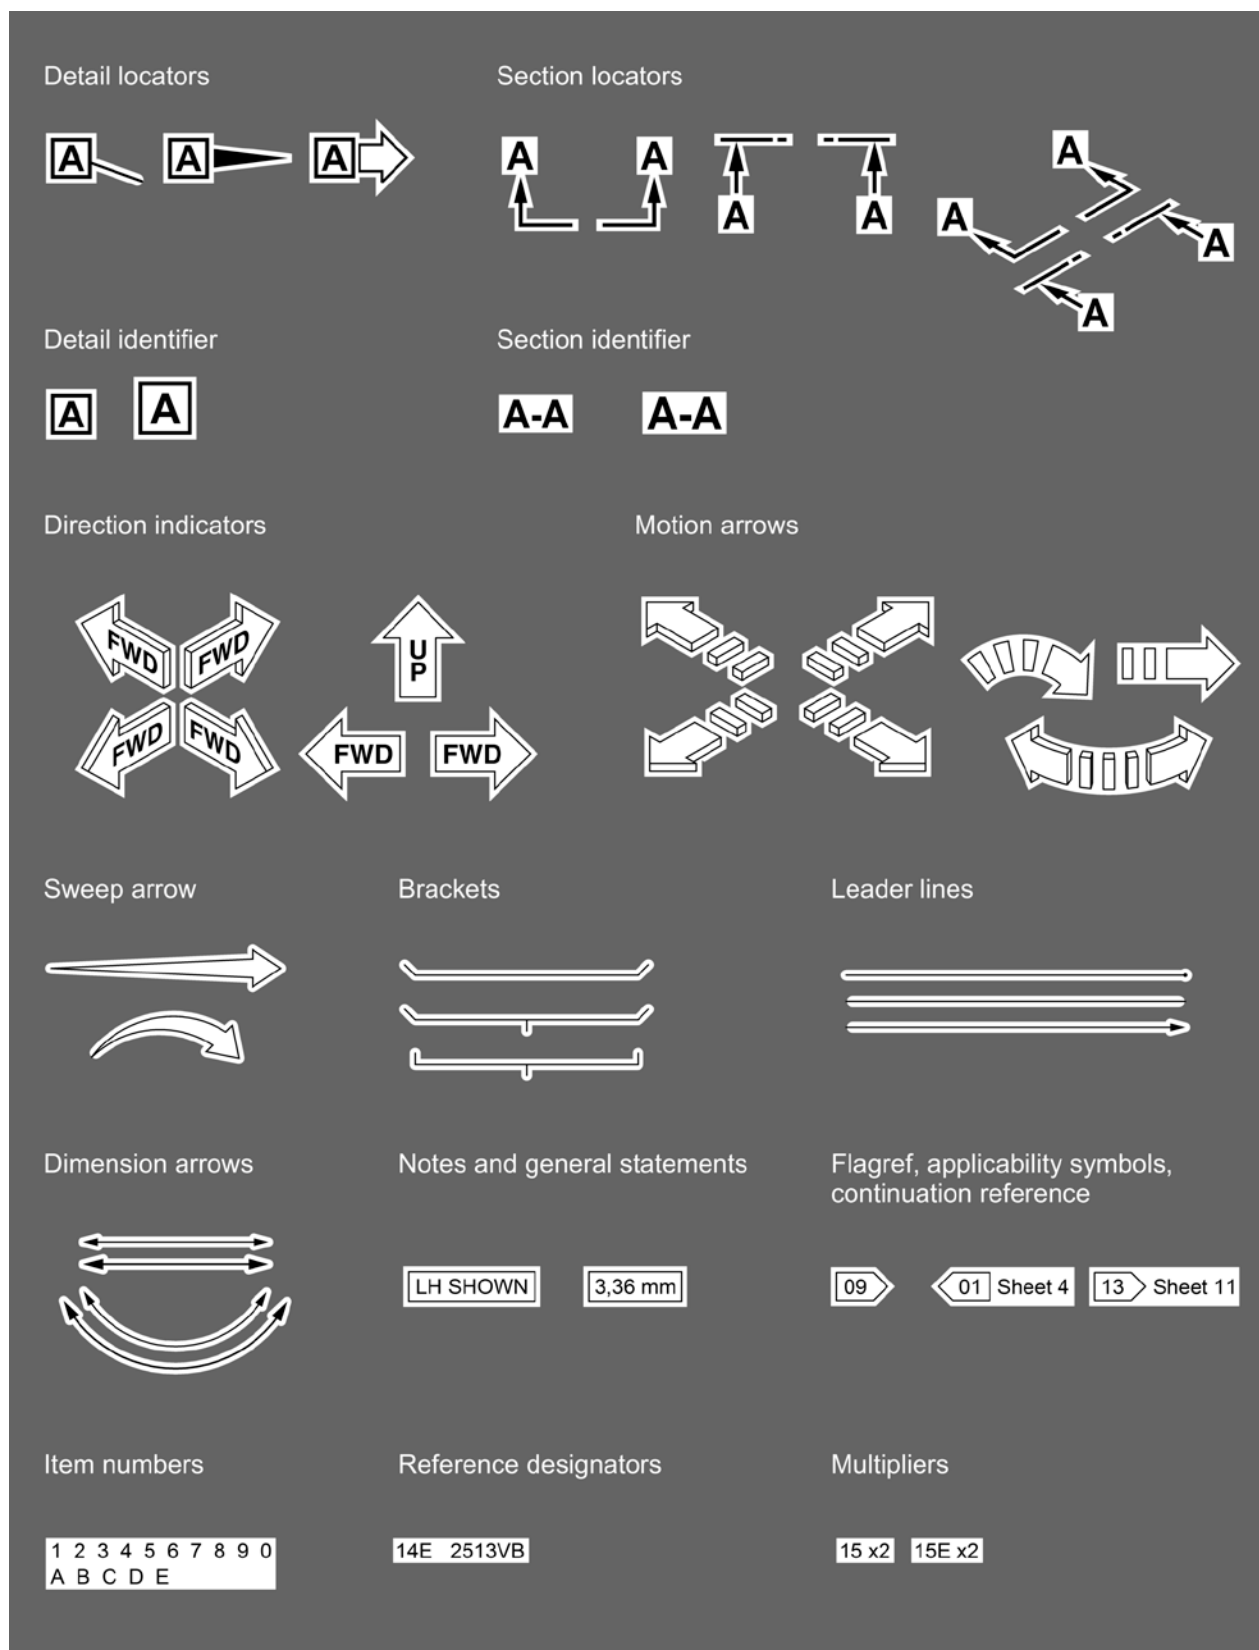 Detail locators
Section locators
A A A
A A A A
A A A A
Detail identifier
Section identifier
A A
A-A A-A
Direction indicators
Motion arrows
FWD FWD
UP
FWD FWD
FWD FWD
Sweep arrow
Brackets
Leader lines
Dimension arrows
Notes and general statements
Flagref, applicability symbols,
continuation reference
LH SHOWN
3,36 mm
09
01 Sheet 4
13 Sheet 11
Item numbers
Reference designators
Multipliers
1 2 3 4 5 6 7 8 9 0
A B C D E
14E 2513VB
15 x2
15E x2